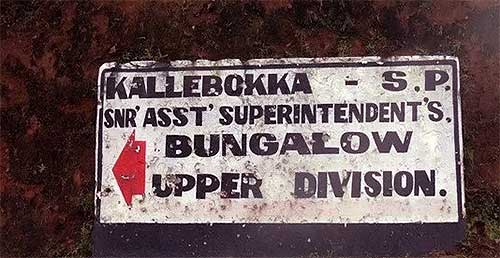 KALLEBOKKA - S.P.
SNR' ASST' SUPERINTENDENT'S.
BUNGALOW
UPPER DIVISION.